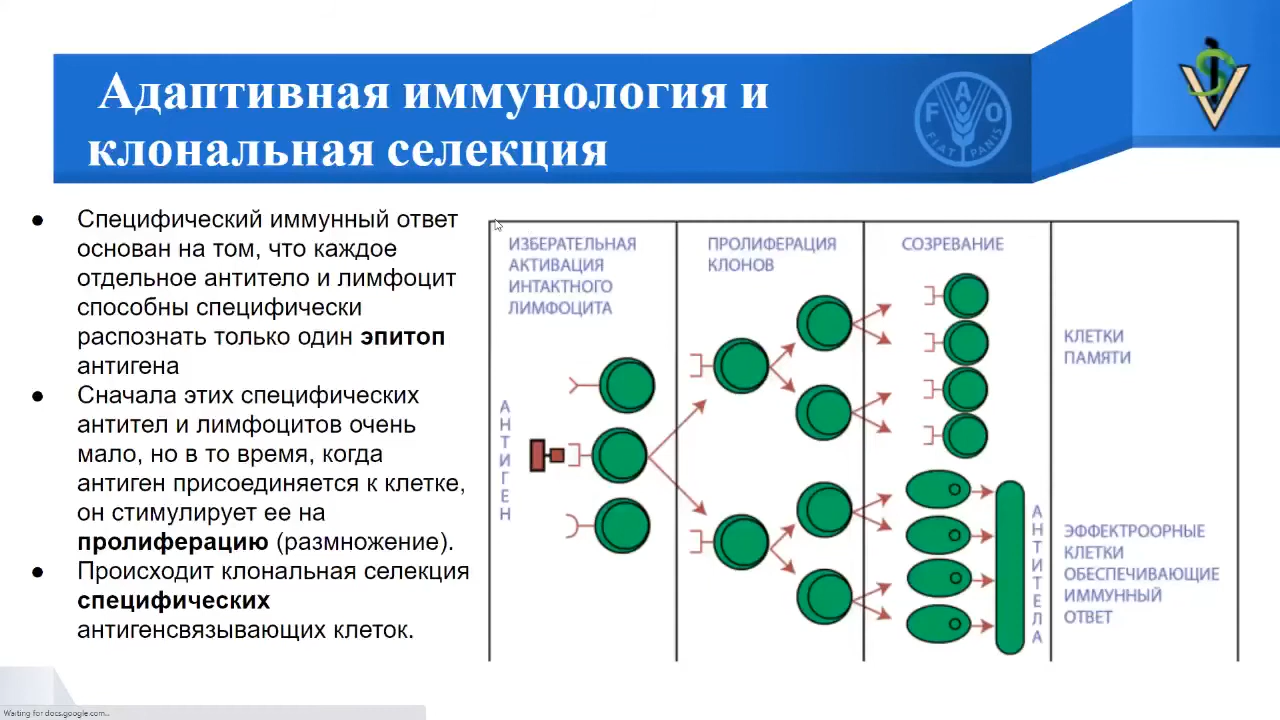 Адаптивная иммунология и
клональная селекция
FAO
FIAT PANIS
● Специфический иммунный ответ
основан на том, что каждое
отдельное антитело и лимфоцит
способны специфически
распознать только один эпитоп
антигена
● Сначала этих специфических
антител и лимфоцитов очень
мало, но в то время, когда
антиген присоединяется к клетке,
он стимулирует ее на
пролиферацию (размножение).
● Происходит клональная селекция
специфических
антигенсвязывающих клеток.
ИЗБЕРАТЕЛЬНАЯ
АКТИВАЦИЯ
ИНТАКТНОГО
ЛИМФОЦИТА
АНТИГЕН
ПРОЛИФЕРАЦИЯ
КЛОНОВ
СОЗРЕВАНИЕ
АНТИТЕЛА
КЛЕТКИ
ПАМЯТИ
ЭФФЕКТРООРНЫЕ
КЛЕТКИ
ОБЕСПЕЧИВАЮЩИЕ
ИММУННЫЙ
ОТВЕТ
Waiting for docs.google.com...